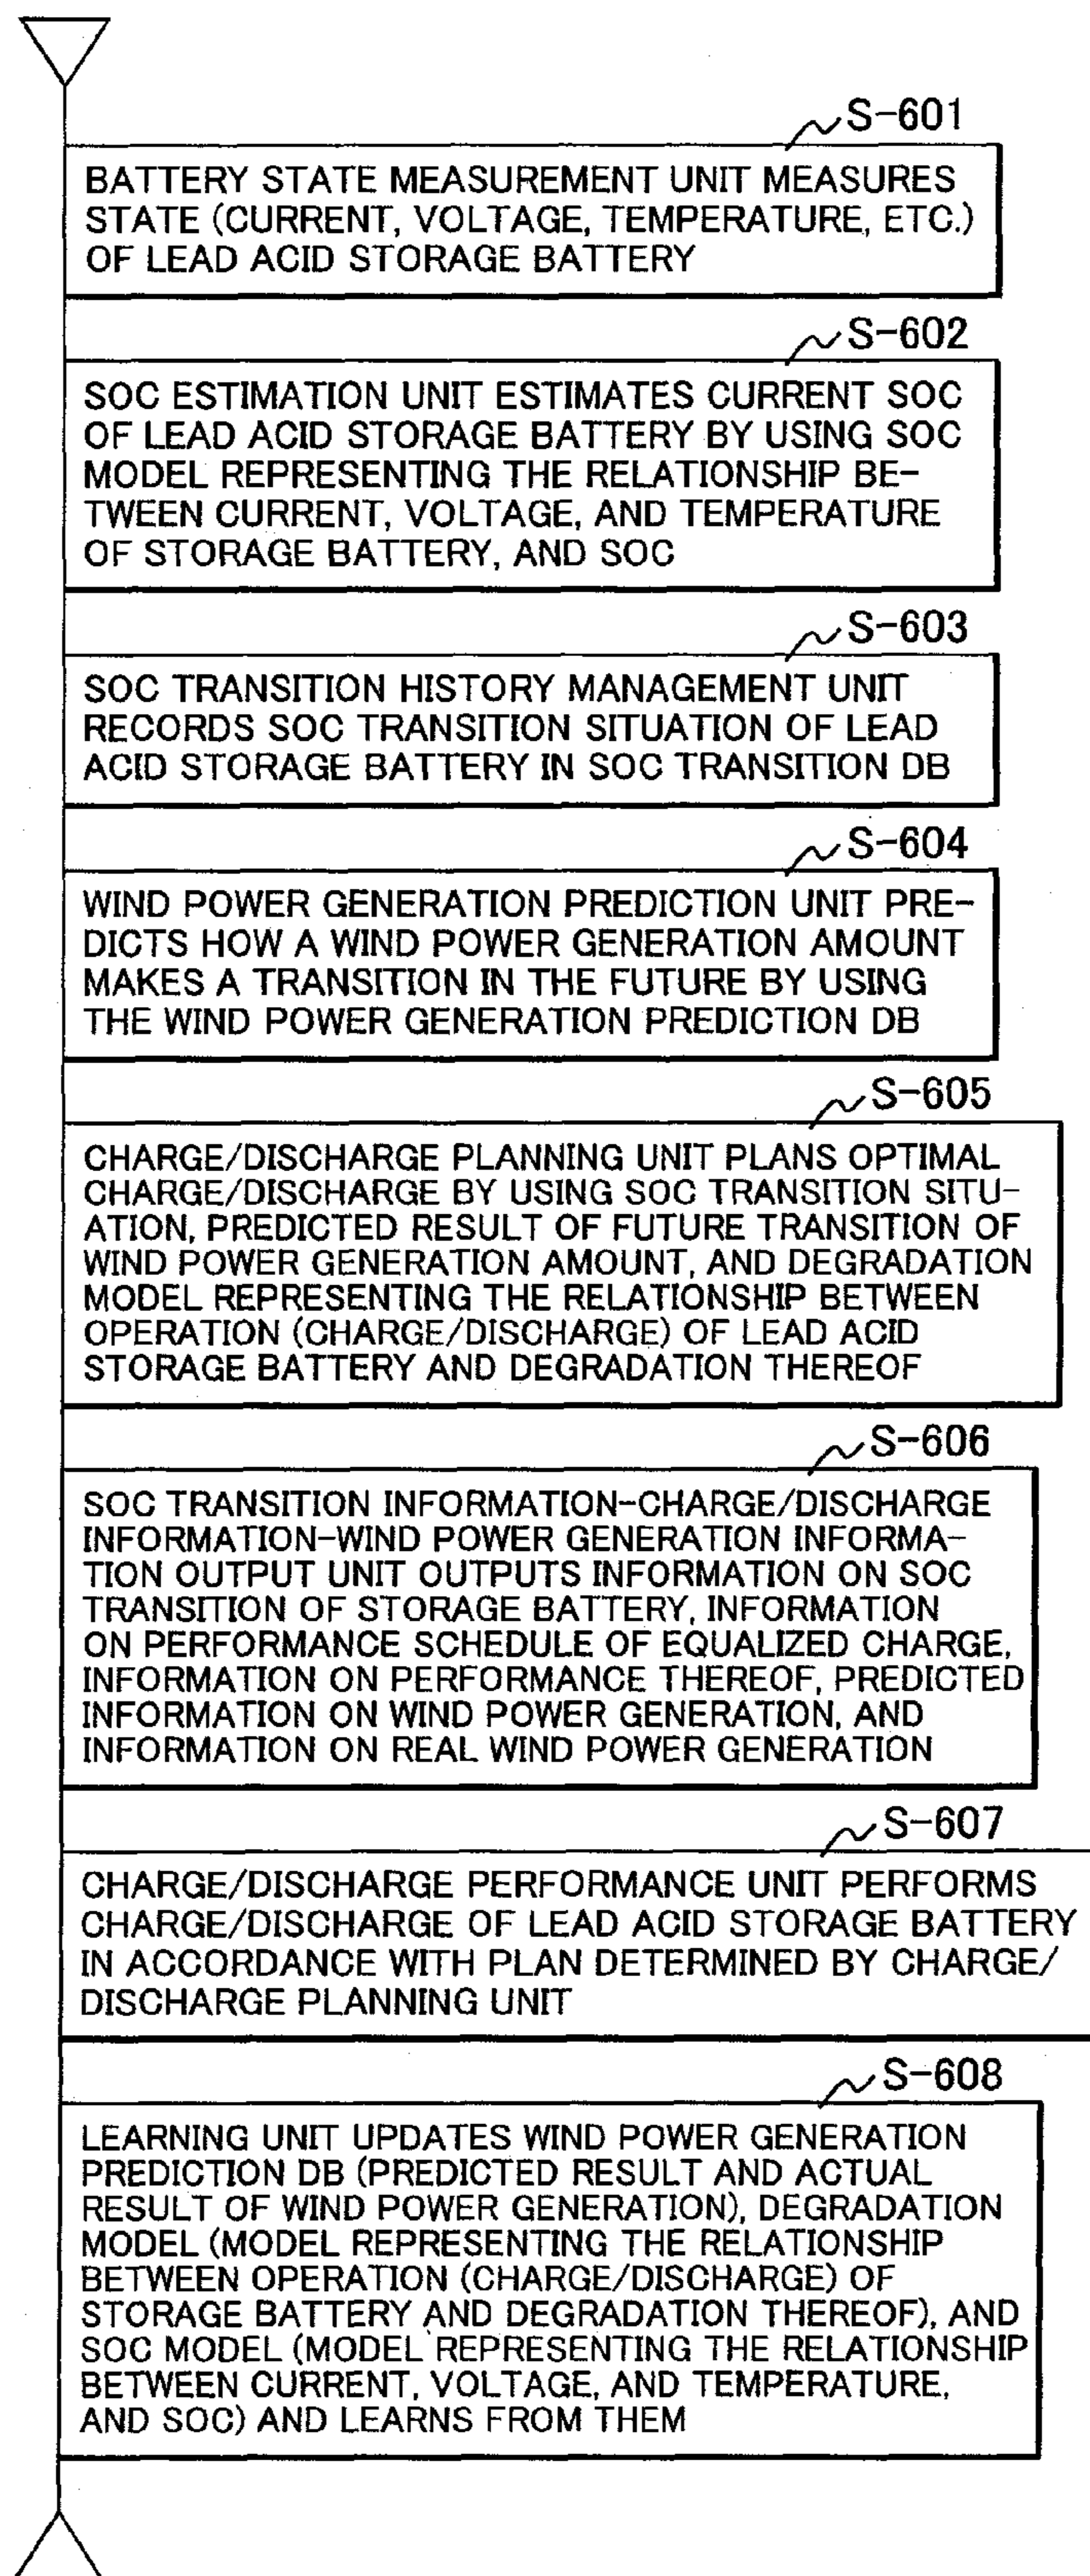 S-601
BATTERY STATE MEASUREMENT UNIT MEASURES
STATE (CURRENT, VOLTAGE, TEMPERATURE, ETC.)
OF LEAD ACID STORAGE BATTERY
S-602
SOC ESTIMATION UNIT ESTIMATES CURRENT SOC
OF LEAD ACID STORAGE BATTERY BY USING SOC
MODEL REPRESENTING THE RELATIONSHIP BE-
TWEEN CURRENT, VOLTAGE, AND TEMPERATURE
OF STORAGE BATTERY, AND SOC
S-603
SOC TRANSITION HISTORY MANAGEMENT UNIT
RECORDS SOC TRANSITION SITUATION OF LEAD
ACID STORAGE BATTERY IN SOC TRANSITION DB
S-604
WIND POWER GENERATION PREDICTION UNIT PRE-
DICTS HOW A WIND POWER GENERATION AMOUNT
MAKES A TRANSITION IN THE FUTURE BY USING
THE WIND POWER GENERATION PREDICTION DB
S-605
CHARGE/DISCHARGE PLANNING UNIT PLANS OPTIMAL
CHARGE/DISCHARGE BY USING SOC TRANSITION SITU-
ATION, PREDICTED RESULT OF FUTURE TRANSITION OF
WIND POWER GENERATION AMOUNT, AND DEGRADATION
MODEL REPRESENTING THE RELATIONSHIP BETWEEN
OPERATION (CHARGE/DISCHARGE) OF LEAD ACID
STORAGE BATTERY AND DEGRADATION THEREOF
S-606
SOC TRANSITION INFORMATION-CHARGE/DISCHARGE
INFORMATION-WIND POWER GENERATION INFORMA-
TION OUTPUT UNIT OUTPUTS INFORMATION ON SOC
TRANSITION OF STORAGE BATTERY, INFORMATION
ON PERFORMANCE SCHEDULE OF EQUALIZED CHARGE,
INFORMATION ON PERFORMANCE THEREOF, PREDICTED
INFORMATION ON WIND POWER GENERATION, AND
INFORMATION ON REAL WIND POWER GENERATION
S-607
CHARGE/DISCHARGE PERFORMANCE UNIT PERFORMS
CHARGE/DISCHARGE OF LEAD ACID STORAGE BATTERY
IN ACCORDANCE WITH PLAN DETERMINED BY CHARGE/
DISCHARGE PLANNING UNIT
S-608
LEARNING UNIT UPDATES WIND POWER GENERATION
PREDICTION DB (PREDICTED RESULT AND ACTUAL
RESULT OF WIND POWER GENERATION), DEGRADATION
MODEL (MODEL REPRESENTING THE RELATIONSHIP
BETWEEN OPERATION (CHARGE/DISCHARGE) OF
STORAGE BATTERY AND DEGRADATION THEREOF), AND
SOC MODEL (MODEL REPRESENTING THE RELATIONSHIP
BETWEEN CURRENT, VOLTAGE, AND TEMPERATURE,
AND SOC) AND LEARNS FROM THEM